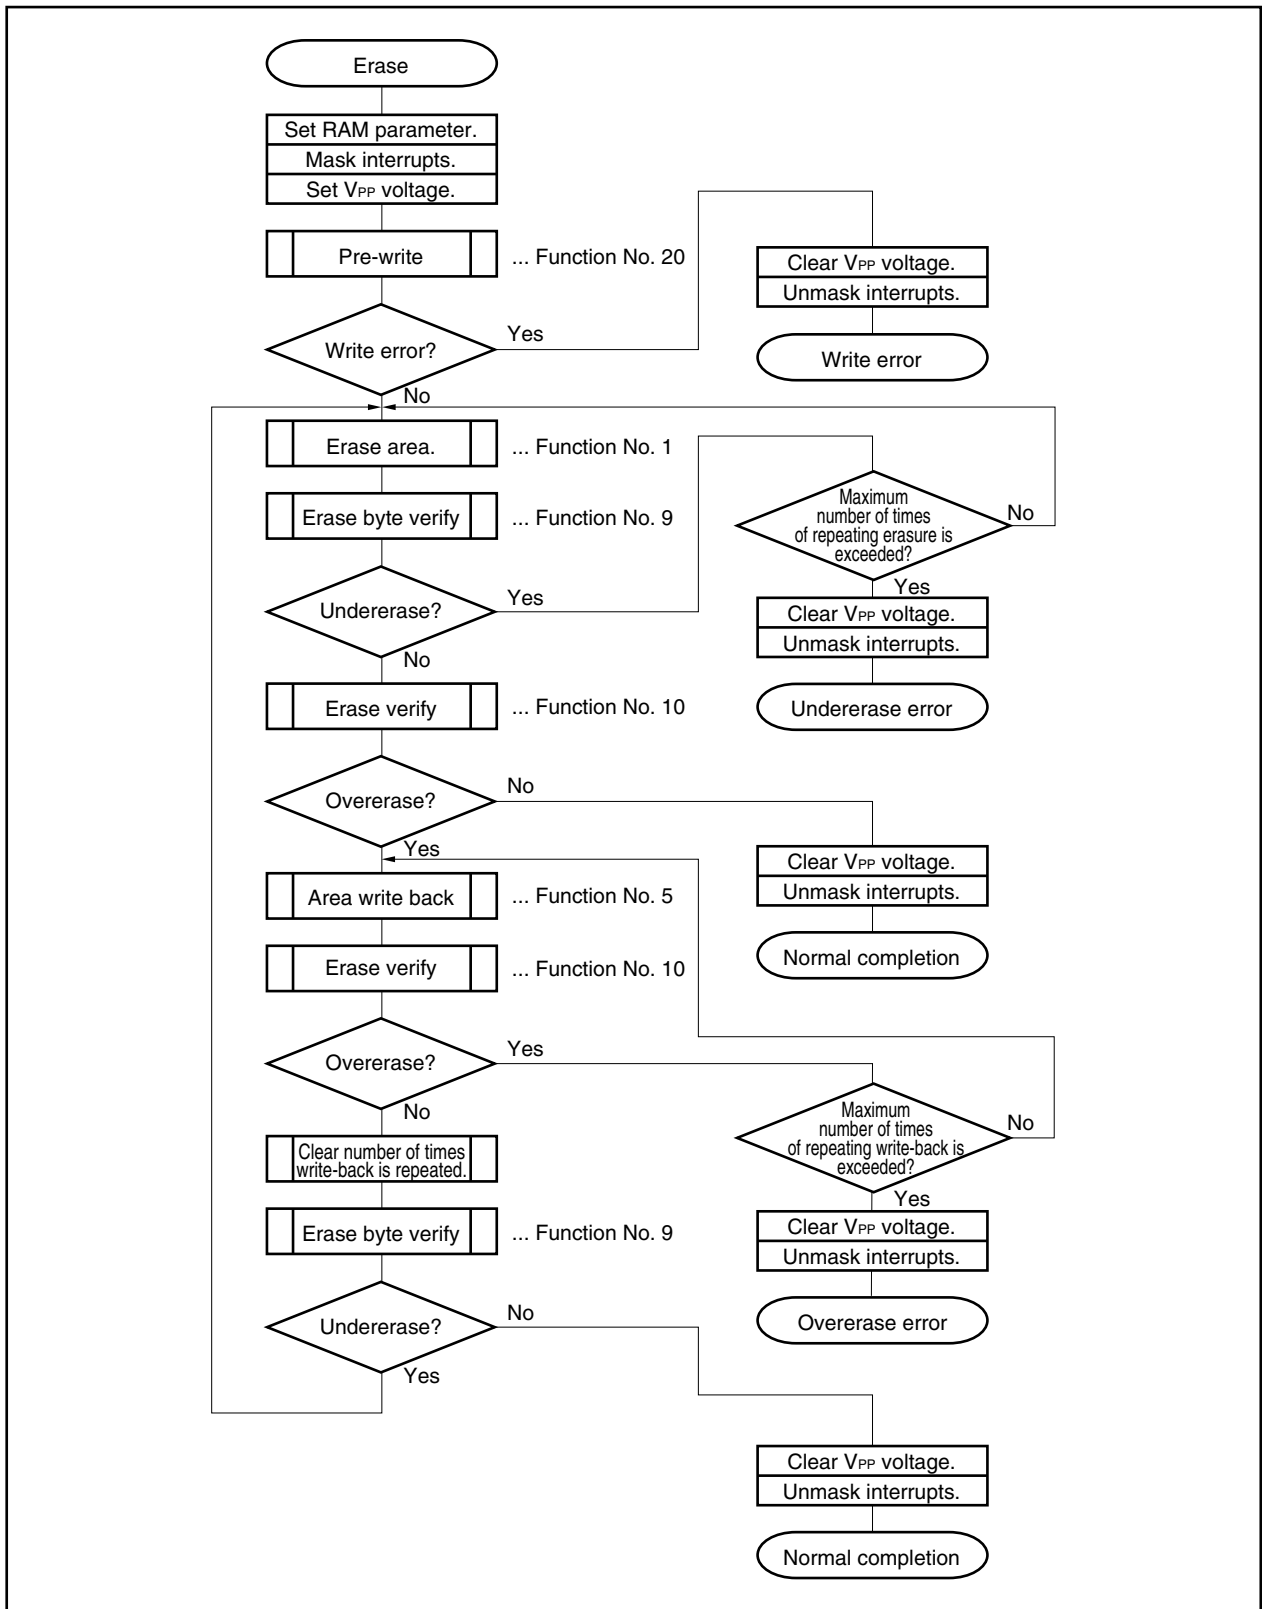 Erase
Set RAM parameter.
Mask interrupts.
Set VPP voltage.
Pre-write
... Function No. 20
Write error?
Yes
No
Clear VPP voltage.
Unmask interrupts.
Write error
Erase area.
... Function No. 1
Erase byte verify
... Function No. 9
Undererase?
Yes
No
Maximum
number of times
of repeating erasure is
exceeded?
No
Yes
Clear VPP voltage.
Unmask interrupts.
Undererase error
Erase verify
... Function No. 10
Overerase?
No
Yes
Clear VPP voltage.
Unmask interrupts.
Normal completion
Area write back
... Function No. 5
Erase verify
... Function No. 10
Overerase?
Yes
No
Maximum
number of times
of repeating write-back is
exceeded?
No
Yes
Clear VPP voltage.
Unmask interrupts.
Overerase error
Clear number of times
write-back is repeated.
Erase byte verify
... Function No. 9
Undererase?
No
Yes
Clear VPP voltage.
Unmask interrupts.
Normal completion